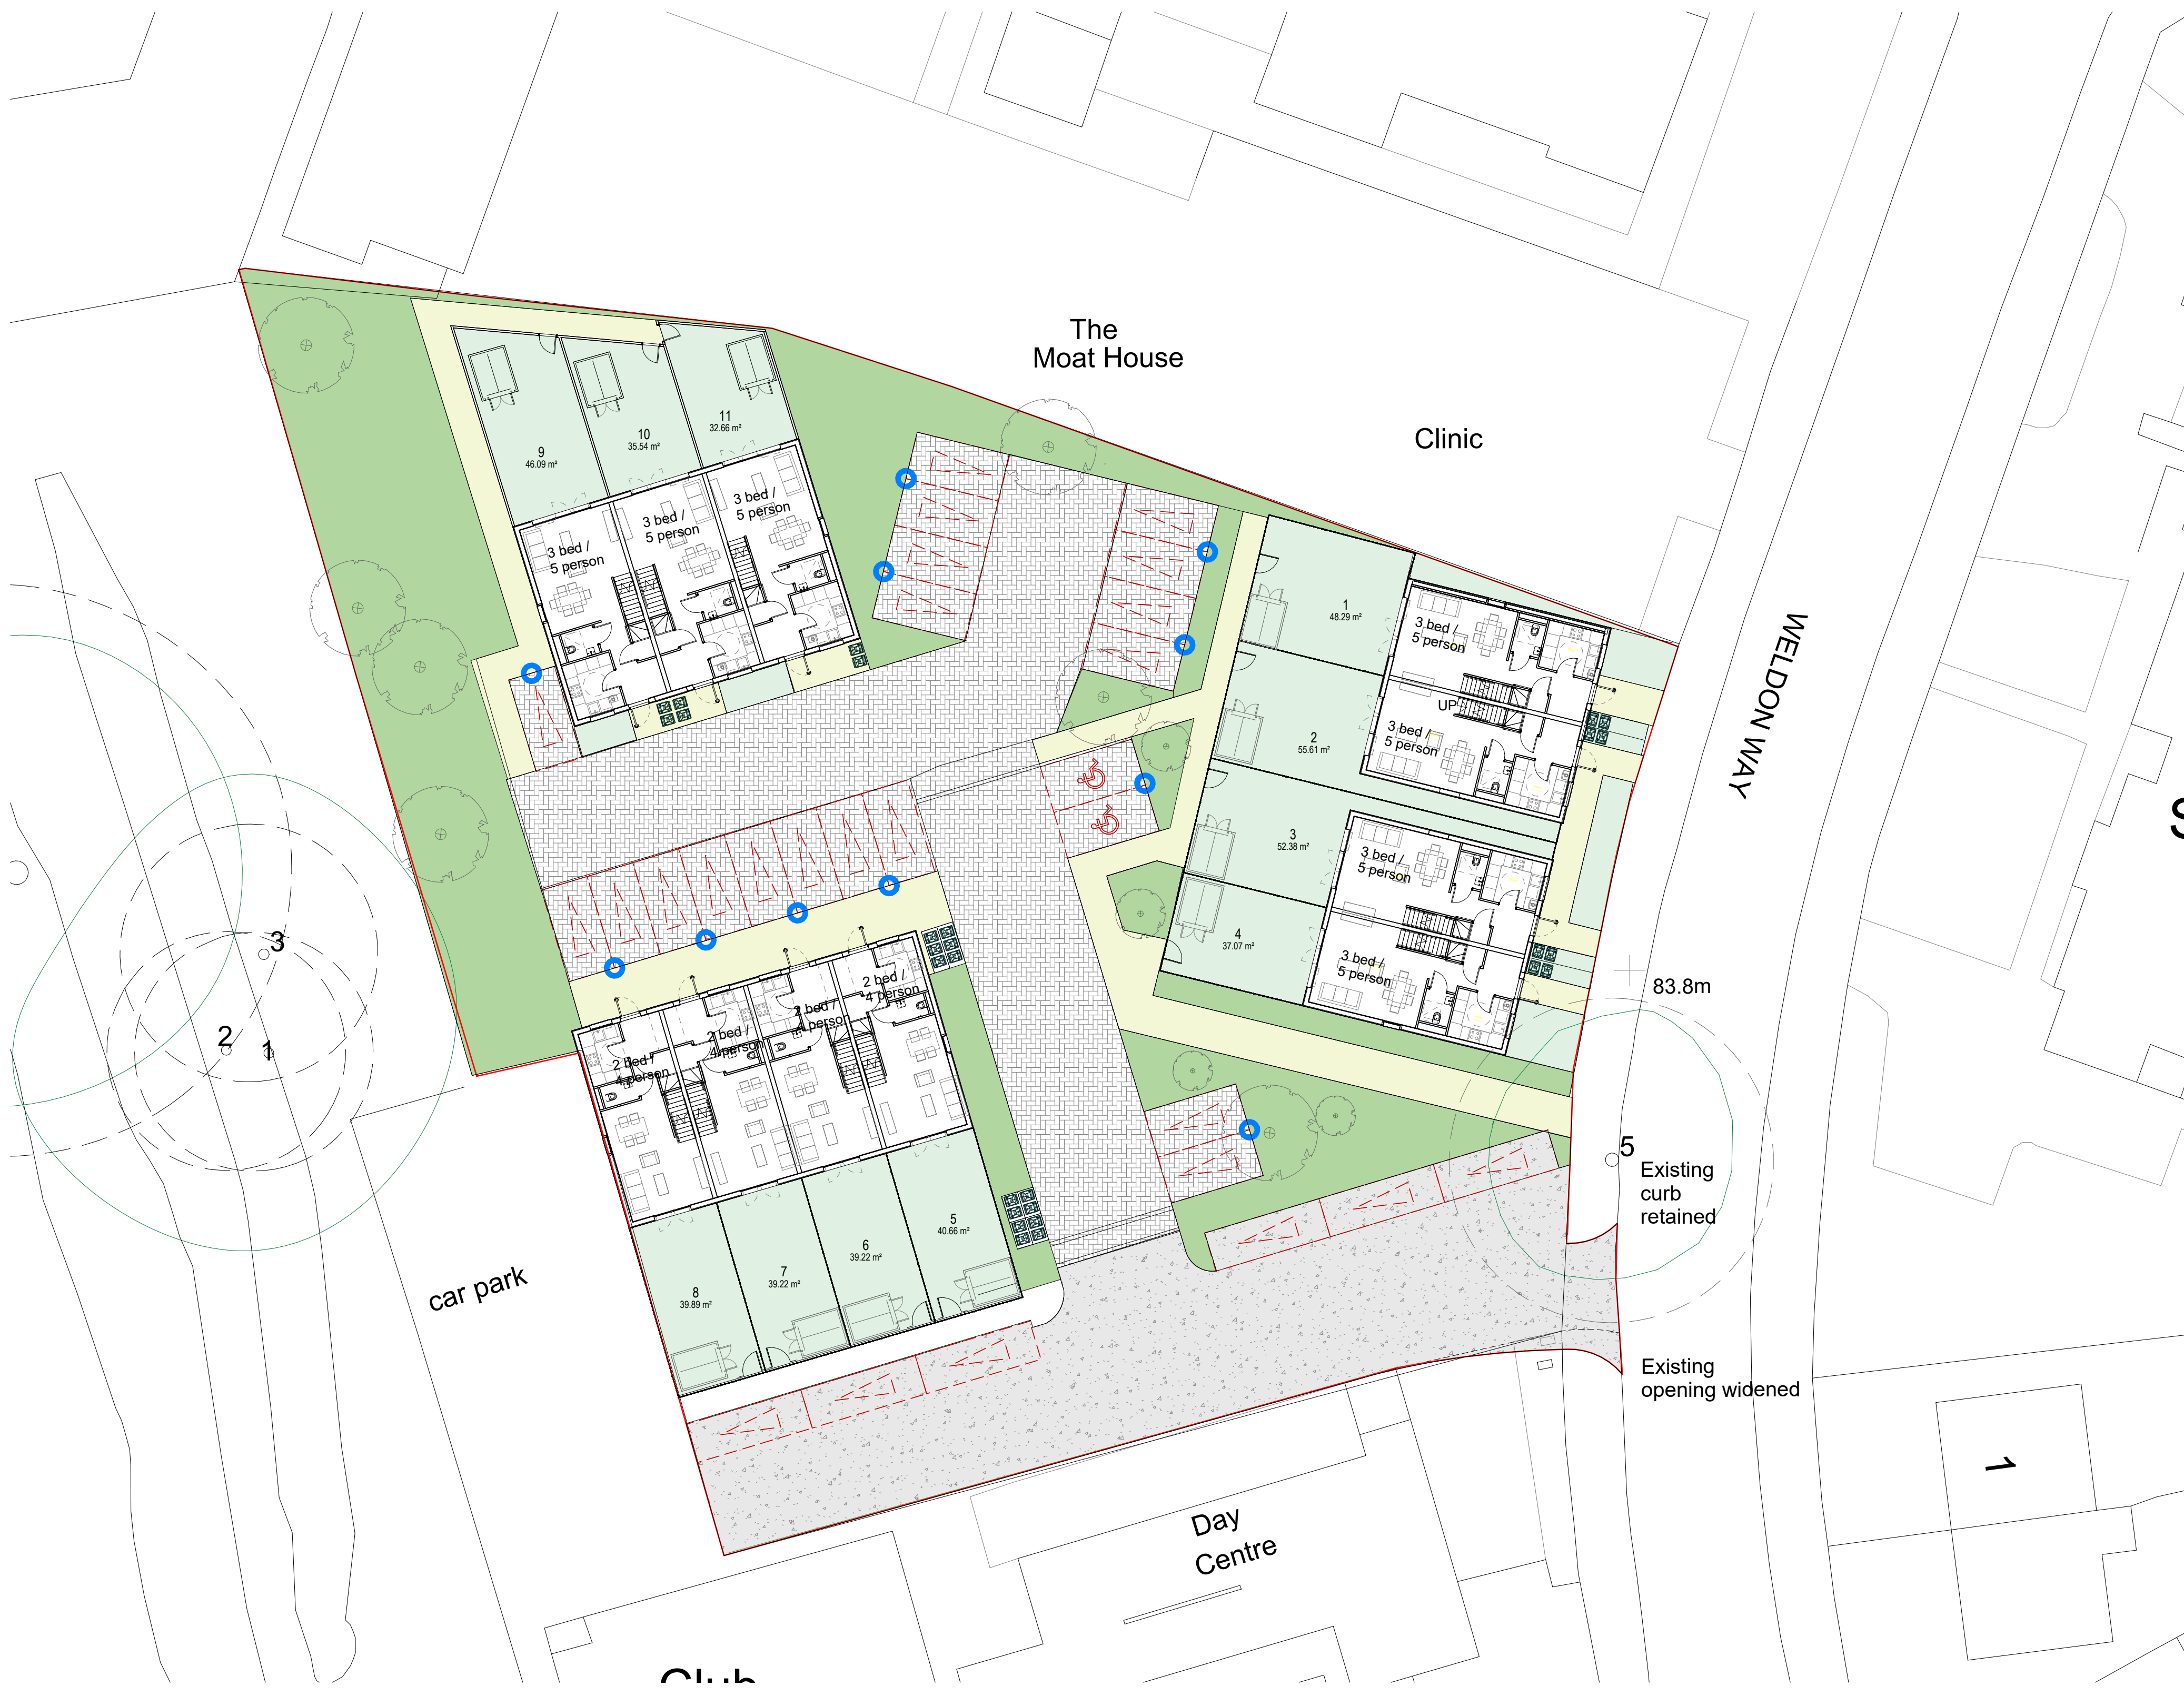 The
Moat House
Clinic
11
32.66 m²
10
35.54 m²
9
46.09 m²
3 bed /
5 person
3 bed /
5 person
3 bed /
5 person
1
48.29 m²
3 bed /
5 person
UP
2
55.61 m²
3 bed /
5 person
WELDON WAY
3
52.38 m²
3 bed /
5 person
4
37.07 m²
3 bed /
5 person
83.8m
3
2
1
2 bed /
4 person
2 bed /
4 person
2 bed /
4 person
2 bed /
4 person
5
Existing
curb
retained
5
40.66 m²
6
39.22 m²
7
39.22 m²
8
39.89 m²
car park
Existing
opening widened
1
Day
Centre
Club
S